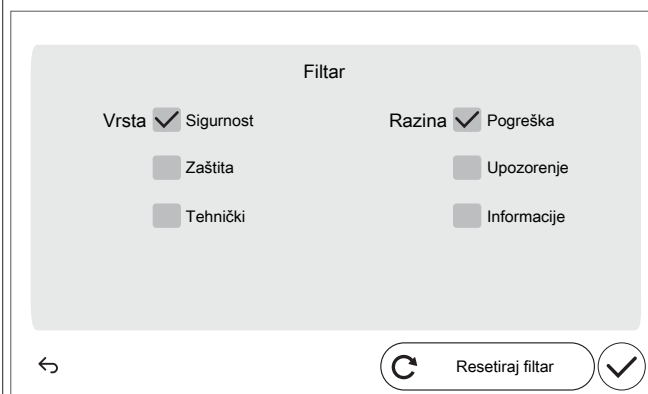 Filtar
Vrsta Sigurnost Razina Pogreška
Zaštita Upozorenje
Tehnički Informacije
Resetiraj filtar